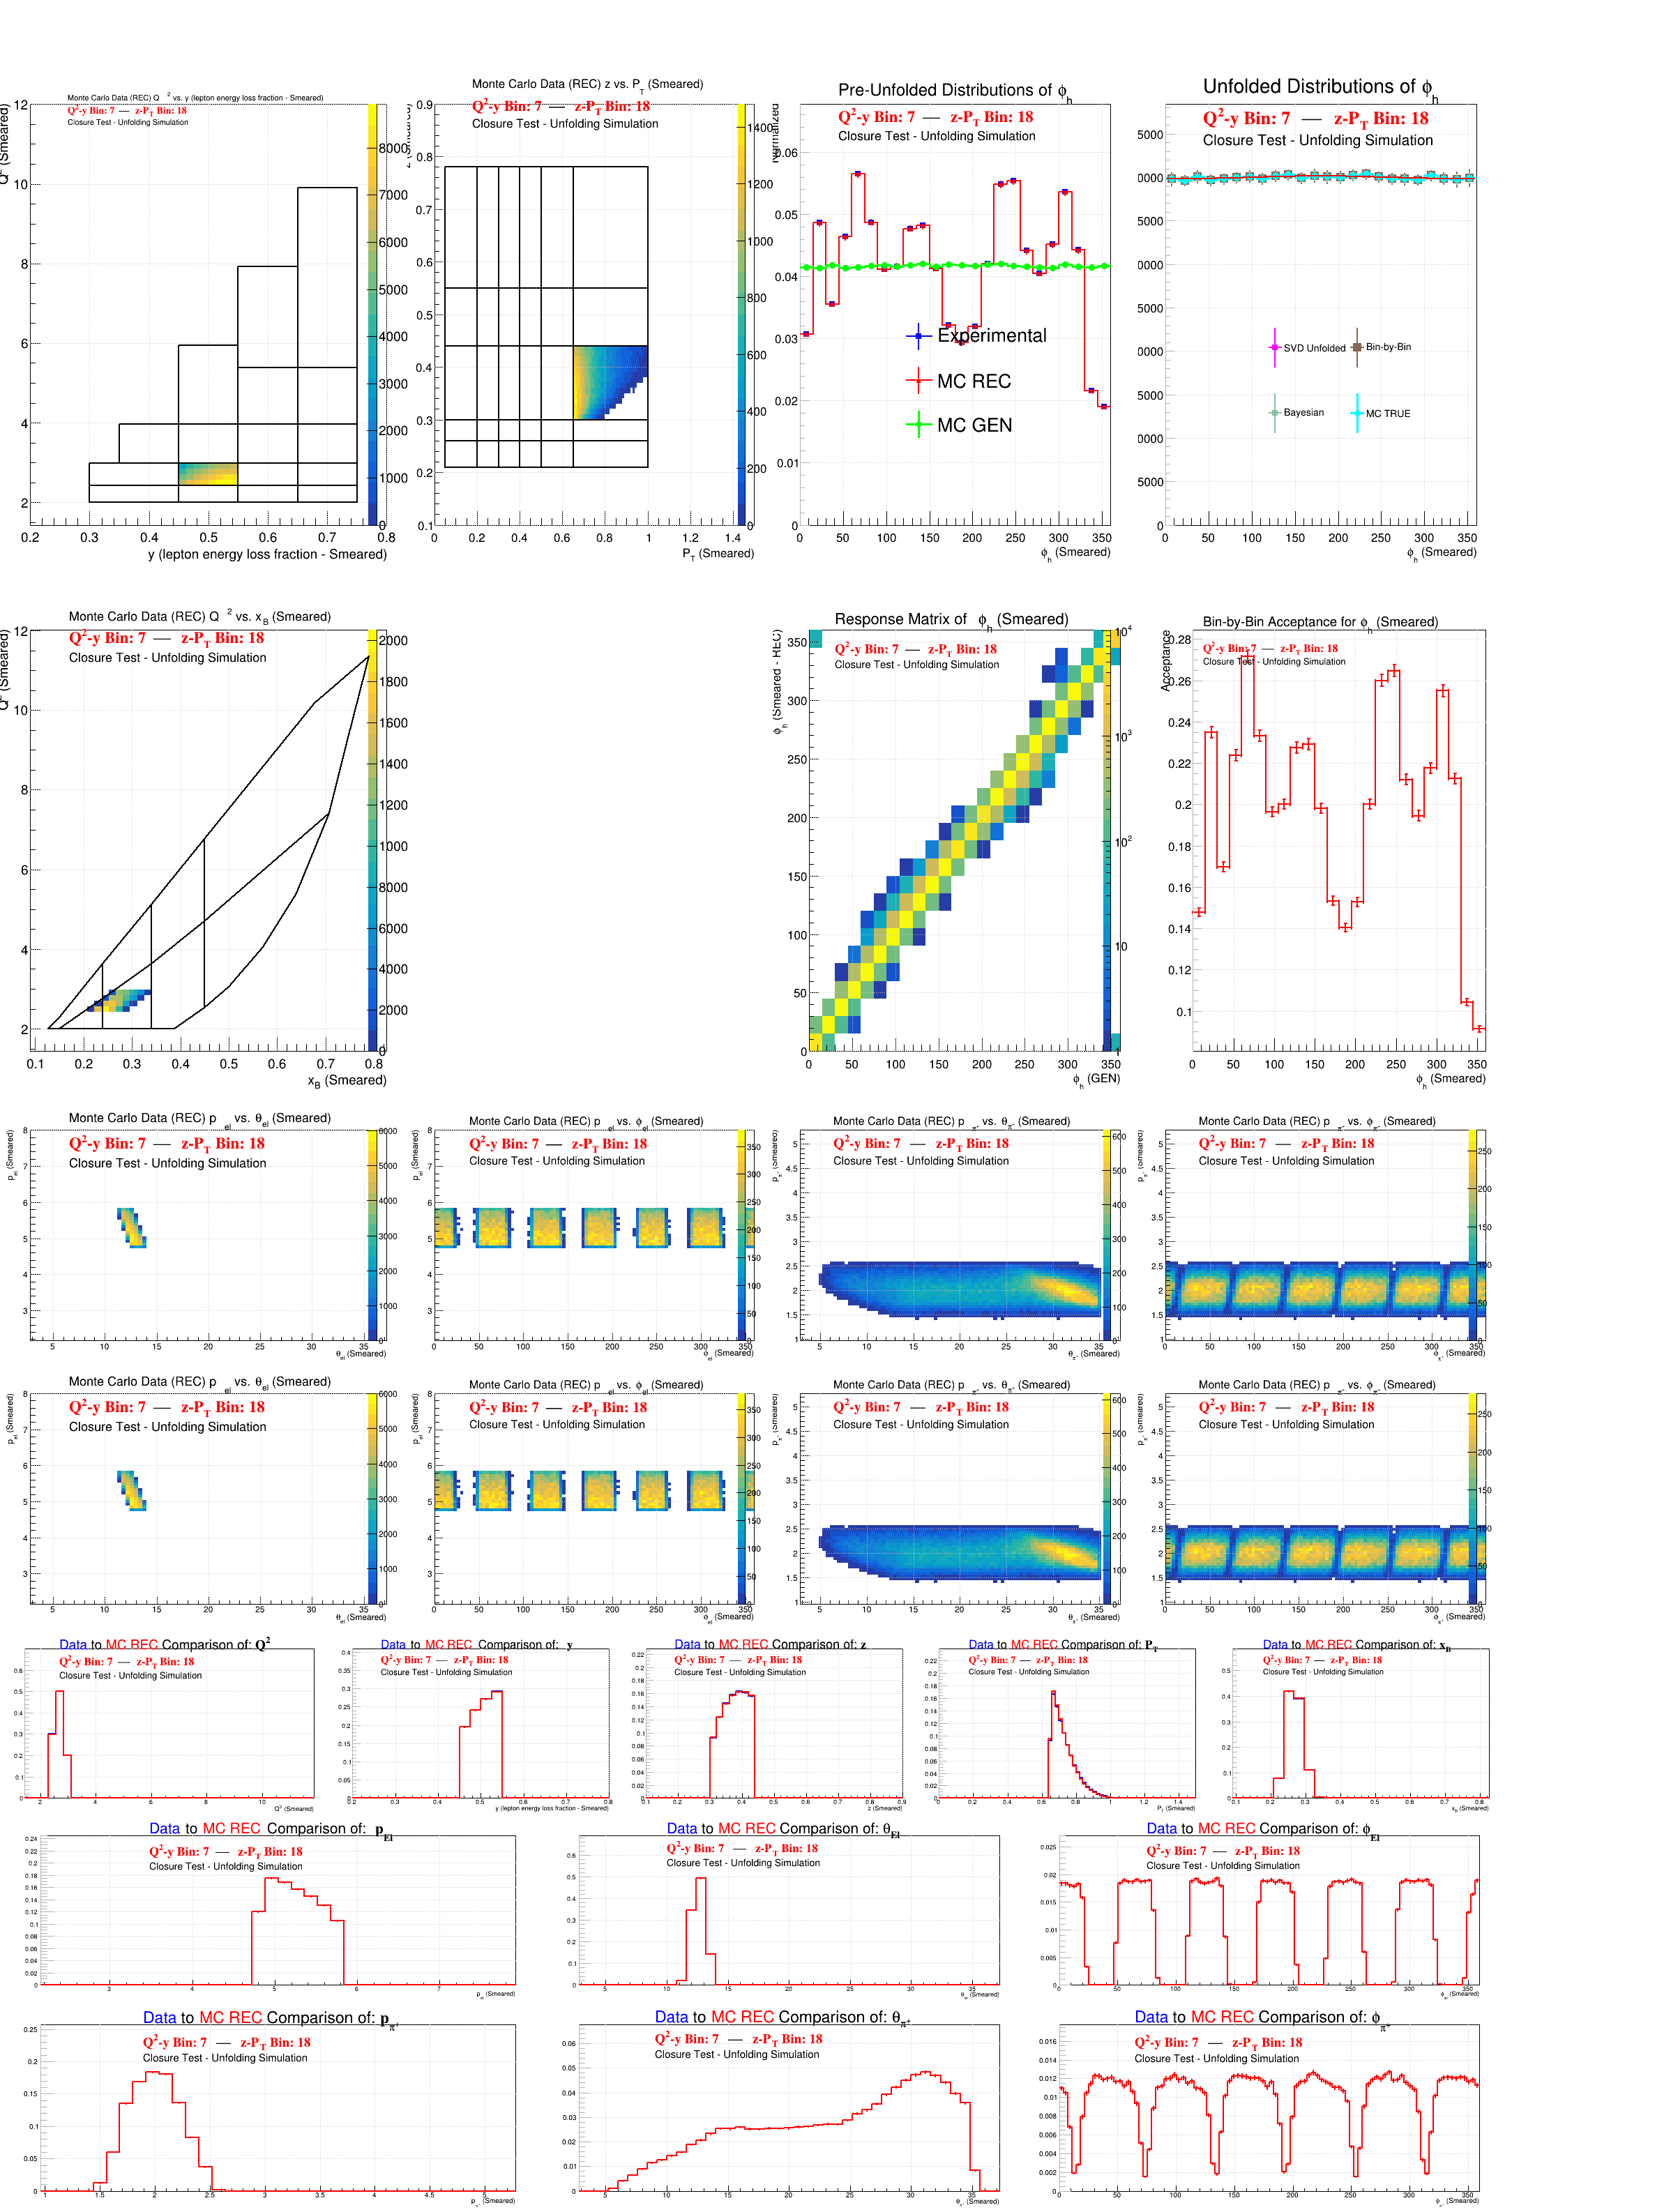 Monte Carlo Data (REC) Q² vs. y (lepton energy loss fraction - Smeared)
Q²-y Bin: 7 — z-P_T Bin: 18
Closure Test - Unfolding Simulation
y (lepton energy loss fraction - Smeared)
Monte Carlo Data (REC) z vs. P_T (Smeared)
Q²-y Bin: 7 — z-P_T Bin: 18
Closure Test - Unfolding Simulation
P_T (Smeared)
Pre-Unfolded Distributions of ϕ_h
Q²-y Bin: 7 — z-P_T Bin: 18
Closure Test - Unfolding Simulation
Experimental
MC REC
MC GEN
ϕ_h (Smeared)
Unfolded Distributions of ϕ_h
Q²-y Bin: 7 — z-P_T Bin: 18
Closure Test - Unfolding Simulation
SVD Unfolded
Bin-by-Bin
Bayesian
MC TRUE
ϕ_h (Smeared)
Monte Carlo Data (REC) Q² vs. x_B (Smeared)
Q²-y Bin: 7 — z-P_T Bin: 18
Closure Test - Unfolding Simulation
x_B (Smeared)
Response Matrix of ϕ_h (Smeared)
Q²-y Bin: 7 — z-P_T Bin: 18
Closure Test - Unfolding Simulation
ϕ_h (Smeared - REC)
ϕ_h (GEN)
Bin-by-Bin Acceptance for ϕ_h (Smeared)
Q²-y Bin: 7 — z-P_T Bin: 18
Closure Test - Unfolding Simulation
Acceptance
ϕ_h (Smeared)
Monte Carlo Data (REC) p_el vs. θ_el (Smeared)
Q²-y Bin: 7 — z-P_T Bin: 18
Closure Test - Unfolding Simulation
p_el (Smeared)
θ_el (Smeared)
Monte Carlo Data (REC) p_el vs. ϕ_el (Smeared)
Q²-y Bin: 7 — z-P_T Bin: 18
Closure Test - Unfolding Simulation
p_el (Smeared)
ϕ_el (Smeared)
Monte Carlo Data (REC) p_π⁺ vs. θ_π⁺ (Smeared)
Q²-y Bin: 7 — z-P_T Bin: 18
Closure Test - Unfolding Simulation
θ_π⁺ (Smeared)
Monte Carlo Data (REC) p_π⁺ vs. ϕ_π⁺ (Smeared)
Q²-y Bin: 7 — z-P_T Bin: 18
Closure Test - Unfolding Simulation
ϕ_π⁺ (Smeared)
Monte Carlo Data (REC) p_el vs. θ_el (Smeared)
Q²-y Bin: 7 — z-P_T Bin: 18
Closure Test - Unfolding Simulation
p_el (Smeared)
θ_el (Smeared)
Monte Carlo Data (REC) p_el vs. ϕ_el (Smeared)
Q²-y Bin: 7 — z-P_T Bin: 18
Closure Test - Unfolding Simulation
p_el (Smeared)
ϕ_el (Smeared)
Monte Carlo Data (REC) p_π⁺ vs. θ_π⁺ (Smeared)
Q²-y Bin: 7 — z-P_T Bin: 18
Closure Test - Unfolding Simulation
θ_π⁺ (Smeared)
Monte Carlo Data (REC) p_π⁺ vs. ϕ_π⁺ (Smeared)
Q²-y Bin: 7 — z-P_T Bin: 18
Closure Test - Unfolding Simulation
ϕ_π⁺ (Smeared)
Data to MC REC Comparison of: Q²
Q²-y Bin: 7 — z-P_T Bin: 18
Closure Test - Unfolding Simulation
Q² (Smeared)
Data to MC REC Comparison of: y
Q²-y Bin: 7 — z-P_T Bin: 18
Closure Test - Unfolding Simulation
y (lepton energy loss fraction - Smeared)
Data to MC REC Comparison of: z
Q²-y Bin: 7 — z-P_T Bin: 18
Closure Test - Unfolding Simulation
z (Smeared)
Data to MC REC Comparison of: P_T
Q²-y Bin: 7 — z-P_T Bin: 18
Closure Test - Unfolding Simulation
P_T (Smeared)
Data to MC REC Comparison of: x_B
Q²-y Bin: 7 — z-P_T Bin: 18
Closure Test - Unfolding Simulation
x_B (Smeared)
Data to MC REC Comparison of: p_El
Q²-y Bin: 7 — z-P_T Bin: 18
Closure Test - Unfolding Simulation
p_el (Smeared)
Data to MC REC Comparison of: θ_El
Q²-y Bin: 7 — z-P_T Bin: 18
Closure Test - Unfolding Simulation
θ_el (Smeared)
Data to MC REC Comparison of: ϕ_El
Q²-y Bin: 7 — z-P_T Bin: 18
Closure Test - Unfolding Simulation
ϕ_el (Smeared)
Data to MC REC Comparison of: p_π⁺
Q²-y Bin: 7 — z-P_T Bin: 18
Closure Test - Unfolding Simulation
p_π⁺ (Smeared)
Data to MC REC Comparison of: θ_π⁺
Q²-y Bin: 7 — z-P_T Bin: 18
Closure Test - Unfolding Simulation
θ_π⁺ (Smeared)
Data to MC REC Comparison of: ϕ_π⁺
Q²-y Bin: 7 — z-P_T Bin: 18
Closure Test - Unfolding Simulation
ϕ_π⁺ (Smeared)